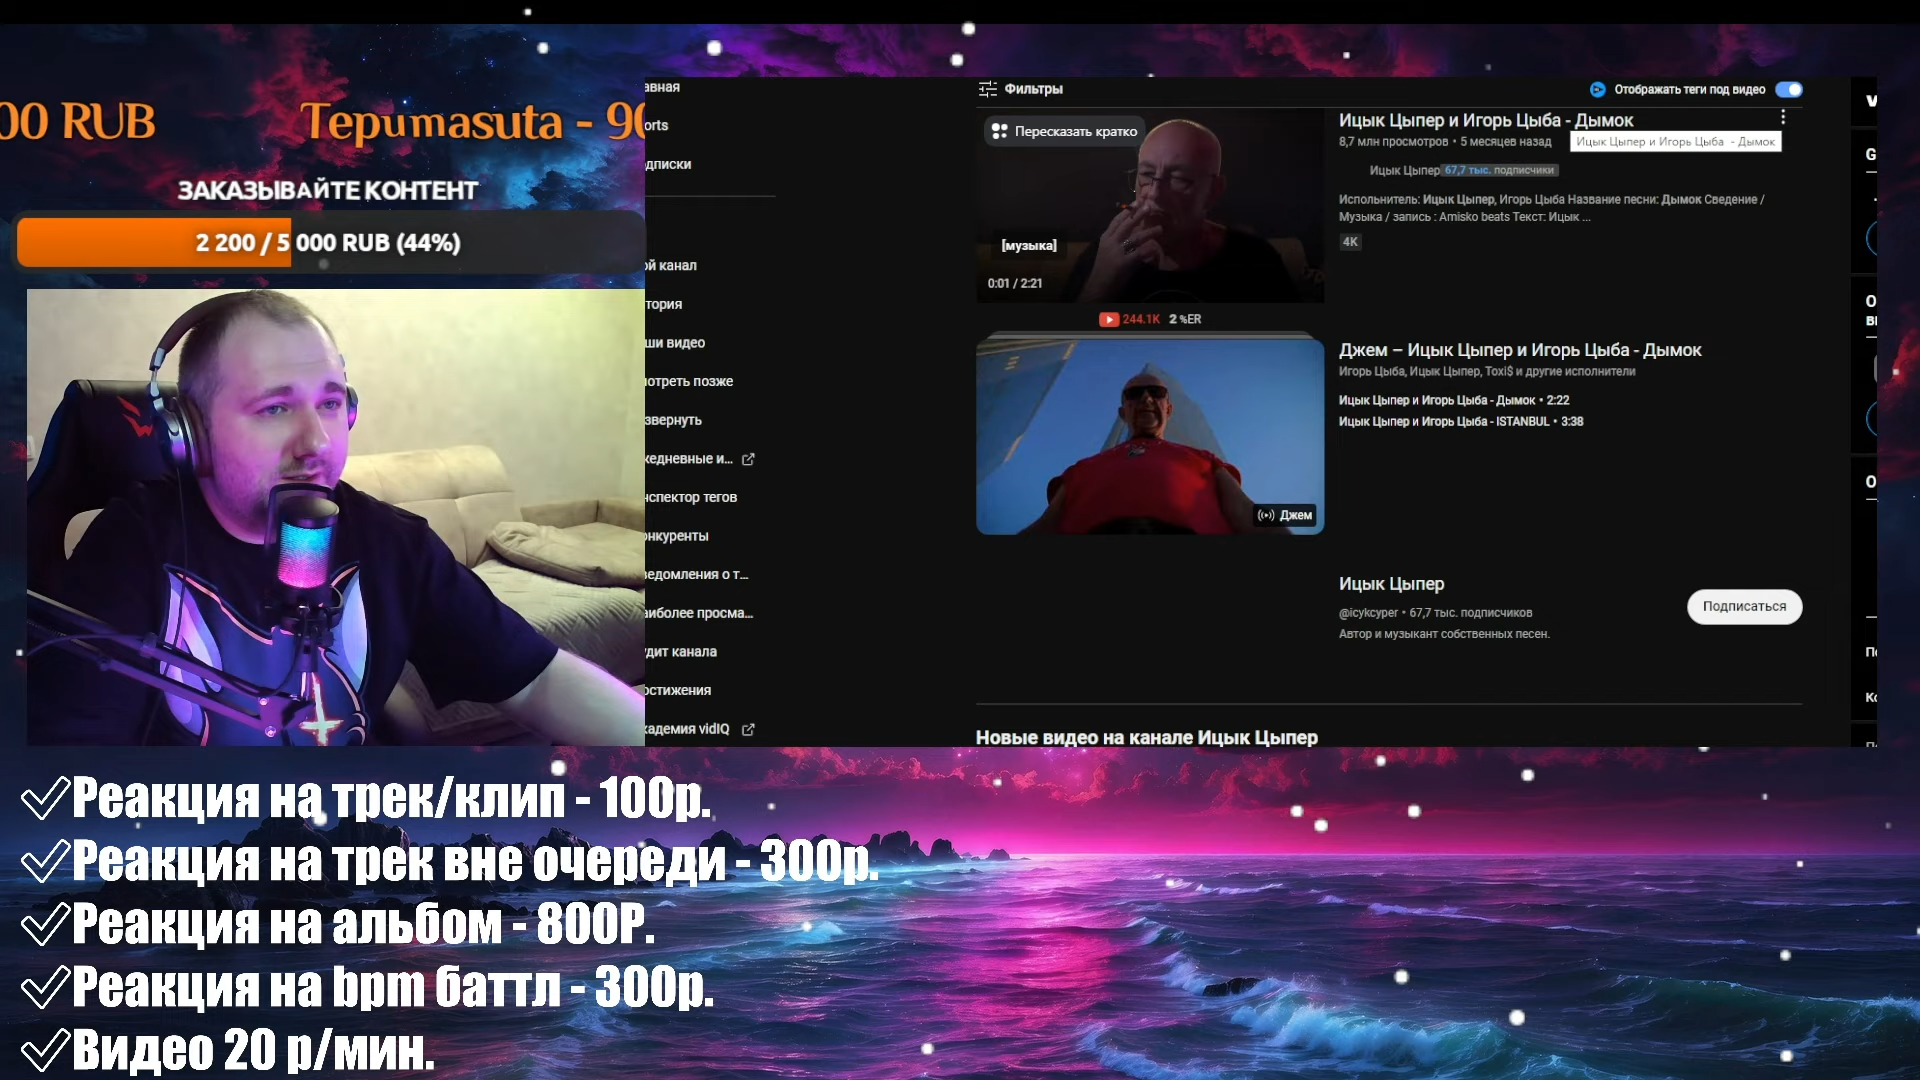 00 RUB
Tepumasuta - 90
ЗАКАЗЫВАЙТЕ КОНТЕНТ
2 200 / 5 000 RUB (44%)
авная
orts
дписки
ой канал
тория
ши видео
отреть позже
звернуть
кедневные и...
нспектор тегов
онкуренты
ведомления о т...
аиболее просма...
удит канала
остижения
кадемия vidIQ
Фильтры
Отображать теги под видео
Пересказать кратко
[музыка]
0:01 / 2:21
244.1K 2 %ER
Ицык Цыпер и Игорь Цыба - Дымок
8,7 млн просмотров • 5 месяцев назад
Ицык Цыпер и Игорь Цыба - Дымок
Ицык Цыпер 67,7 тыс. подписчики
Испольнитель: Ицык Цыпер, Игорь Цыба Название песни: Дымок Сведение /
Музыка / запись : Amisko beats Текст: Ицык ...
4K
Джем
Джем – Ицык Цыпер и Игорь Цыба - Дымок
Игорь Цыба, Ицык Цыпер, Toxi$ и другие исполнители
Ицык Цыпер и Игорь Цыба - Дымок • 2:22
Ицык Цыпер и Игорь Цыба - ISTANBUL • 3:38
Ицык Цыпер
@icykcyper • 67,7 тыс. подписчиков
Автор и музыкант собственных песен.
Подписаться
Новые видео на канале Ицык Цыпер
✓Реакция на трек/клип - 100р.
✓Реакция на трек вне очереди - 300р.
✓Реакция на альбом - 800Р.
✓Реакция на bpm баттл - 300р.
✓Видео 20 р/мин.